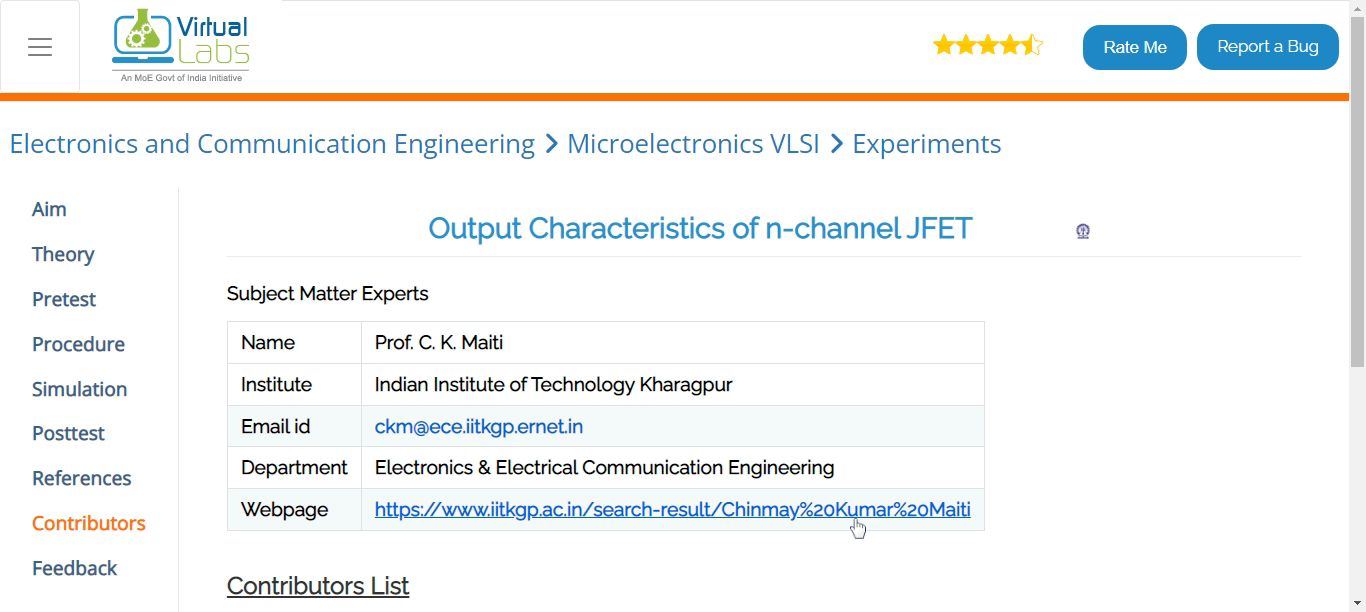 Virtual
Labs
An MoE Govt of India Initiative
Rate Me
Report a Bug
Electronics and Communication Engineering > Microelectronics VLSI > Experiments
Aim
Theory
Pretest
Procedure
Simulation
Posttest
References
Contributors
Feedback
Output Characteristics of n-channel JFET
Subject Matter Experts
Name Prof. C. K. Maiti
Institute Indian Institute of Technology Kharagpur
Email id ckm@ece.iitkgp.ernet.in
Department Electronics & Electrical Communication Engineering
Webpage https://www.iitkgp.ac.in/search-result/Chinmay%20Kumar%20Maiti
Contributors List